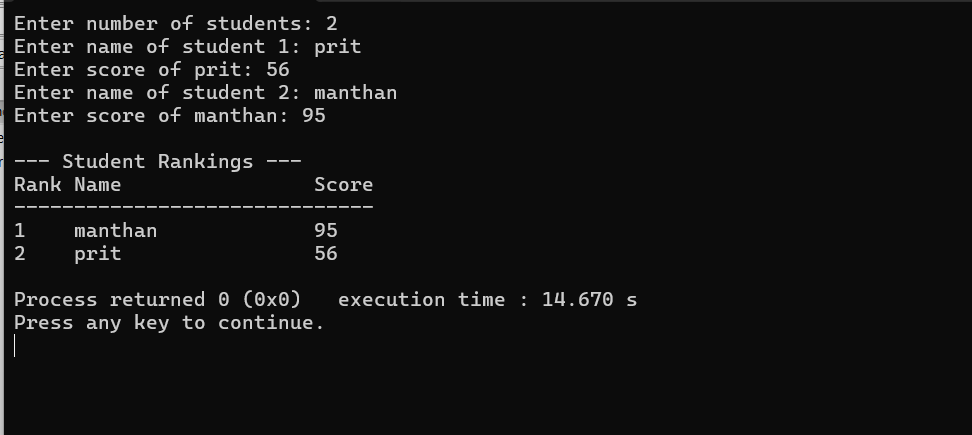 Enter number of students: 2
Enter name of student 1: prit
Enter score of prit: 56
Enter name of student 2: manthan
Enter score of manthan: 95
--- Student Rankings ---
Rank Name                Score
------------------------------
1    manthan             95
2    prit                56
Process returned 0 (0x0)   execution time : 14.670 s
Press any key to continue.